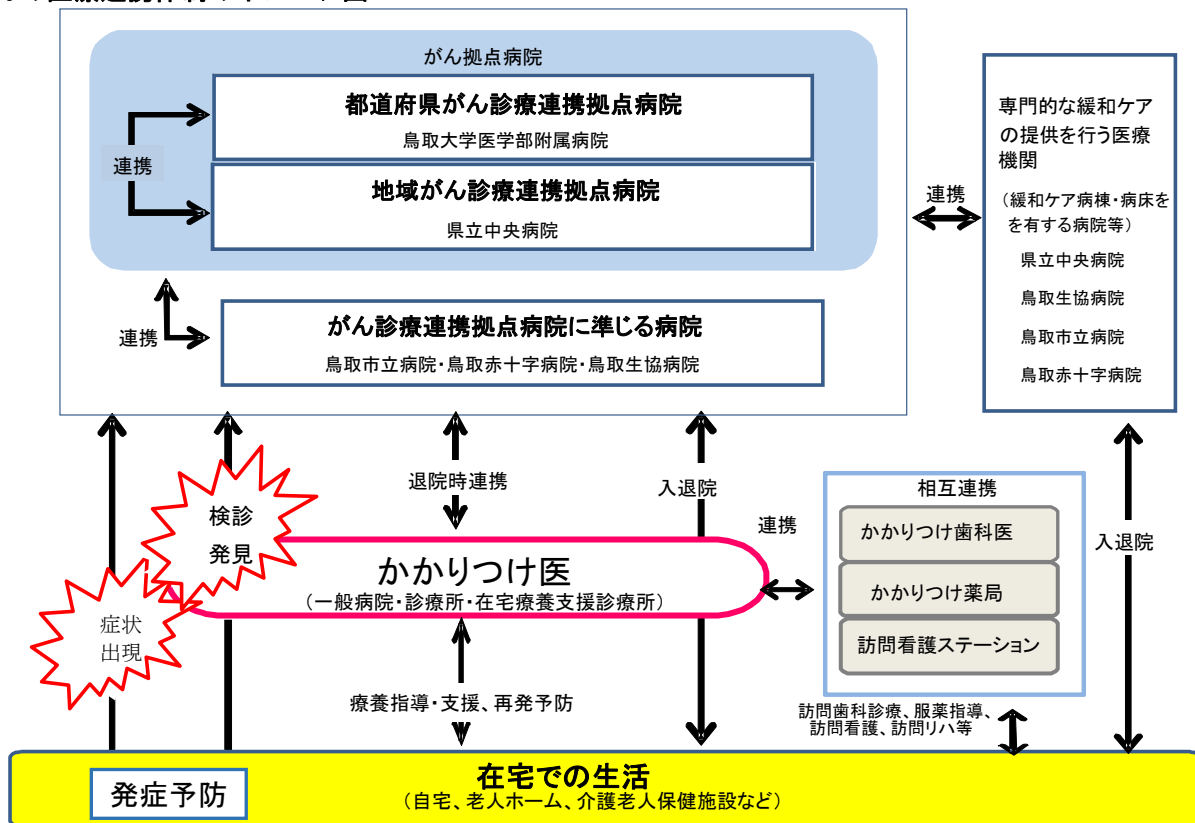 がん拠点病院
都道府県がん診療連携拠点病院
鳥取大学医学部附属病院
連携
地域がん診療連携拠点病院
県立中央病院
連携
がん診療連携拠点病院に準じる病院
鳥取市立病院・鳥取赤十字病院・鳥取生協病院
連携
専門的な緩和ケア
の提供を行う医療
機関
（緩和ケア病棟・病床を
を有する病院等）
県立中央病院
鳥取生協病院
鳥取市立病院
鳥取赤十字病院
退院時連携
入退院
検診
発見
症状
出現
かかりつけ医
（一般病院・診療所・在宅療養支援診療所）
連携
相互連携
かかりつけ歯科医
かかりつけ薬局
訪問看護ステーション
入退院
療養指導・支援、再発予防
訪問歯科診療、服薬指導、
訪問看護、訪問リハ等
発症予防
在宅での生活
（自宅、老人ホーム、介護老人保健施設など）